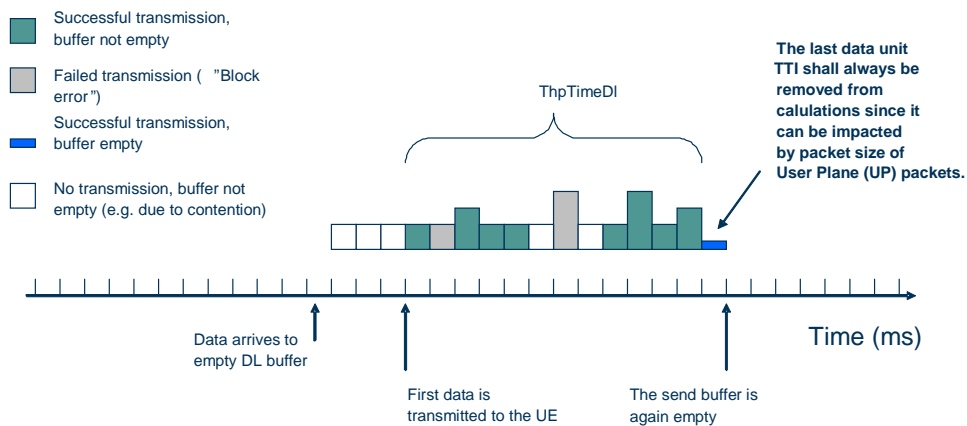 Successful transmission,
buffer not empty
Failed transmission ( ”Block
error”)
Successful transmission,
buffer empty
No transmission, buffer not
empty (e.g. due to contention)
ThpTimeDl
The last data unit
TTI shall always be
removed from
calulations since it
can be impacted
by packet size of
User Plane (UP) packets.
Time (ms)
Data arrives to
empty DL buffer
First data is
transmitted to the UE
The send buffer is
again empty